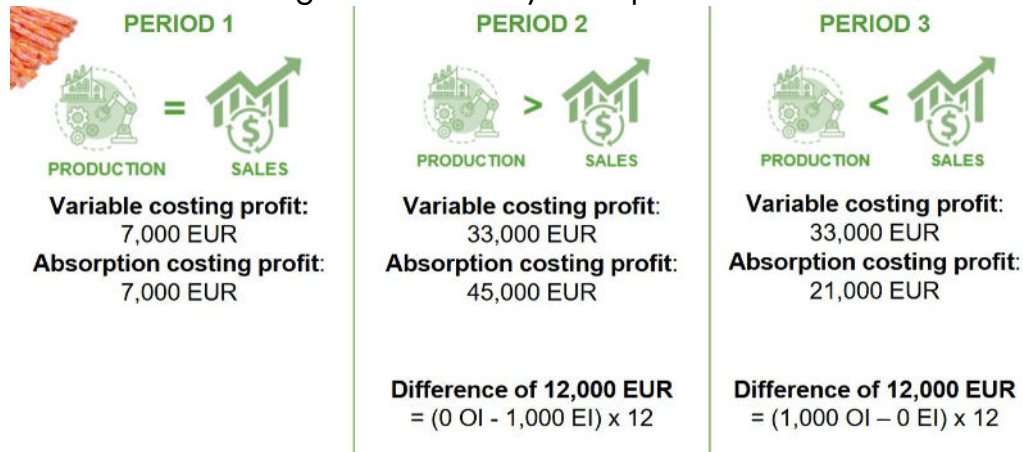 PERIOD 1
=
PRODUCTION
SALES
Variable costing profit:
7,000 EUR
Absorption costing profit:
7,000 EUR
PERIOD 2
>
PRODUCTION
SALES
Variable costing profit:
33,000 EUR
Absorption costing profit:
45,000 EUR
Difference of 12,000 EUR
= (0 OI - 1,000 EI) x 12
PERIOD 3
<
PRODUCTION
SALES
Variable costing profit:
33,000 EUR
Absorption costing profit:
21,000 EUR
Difference of 12,000 EUR
= (1,000 OI – 0 EI) x 12